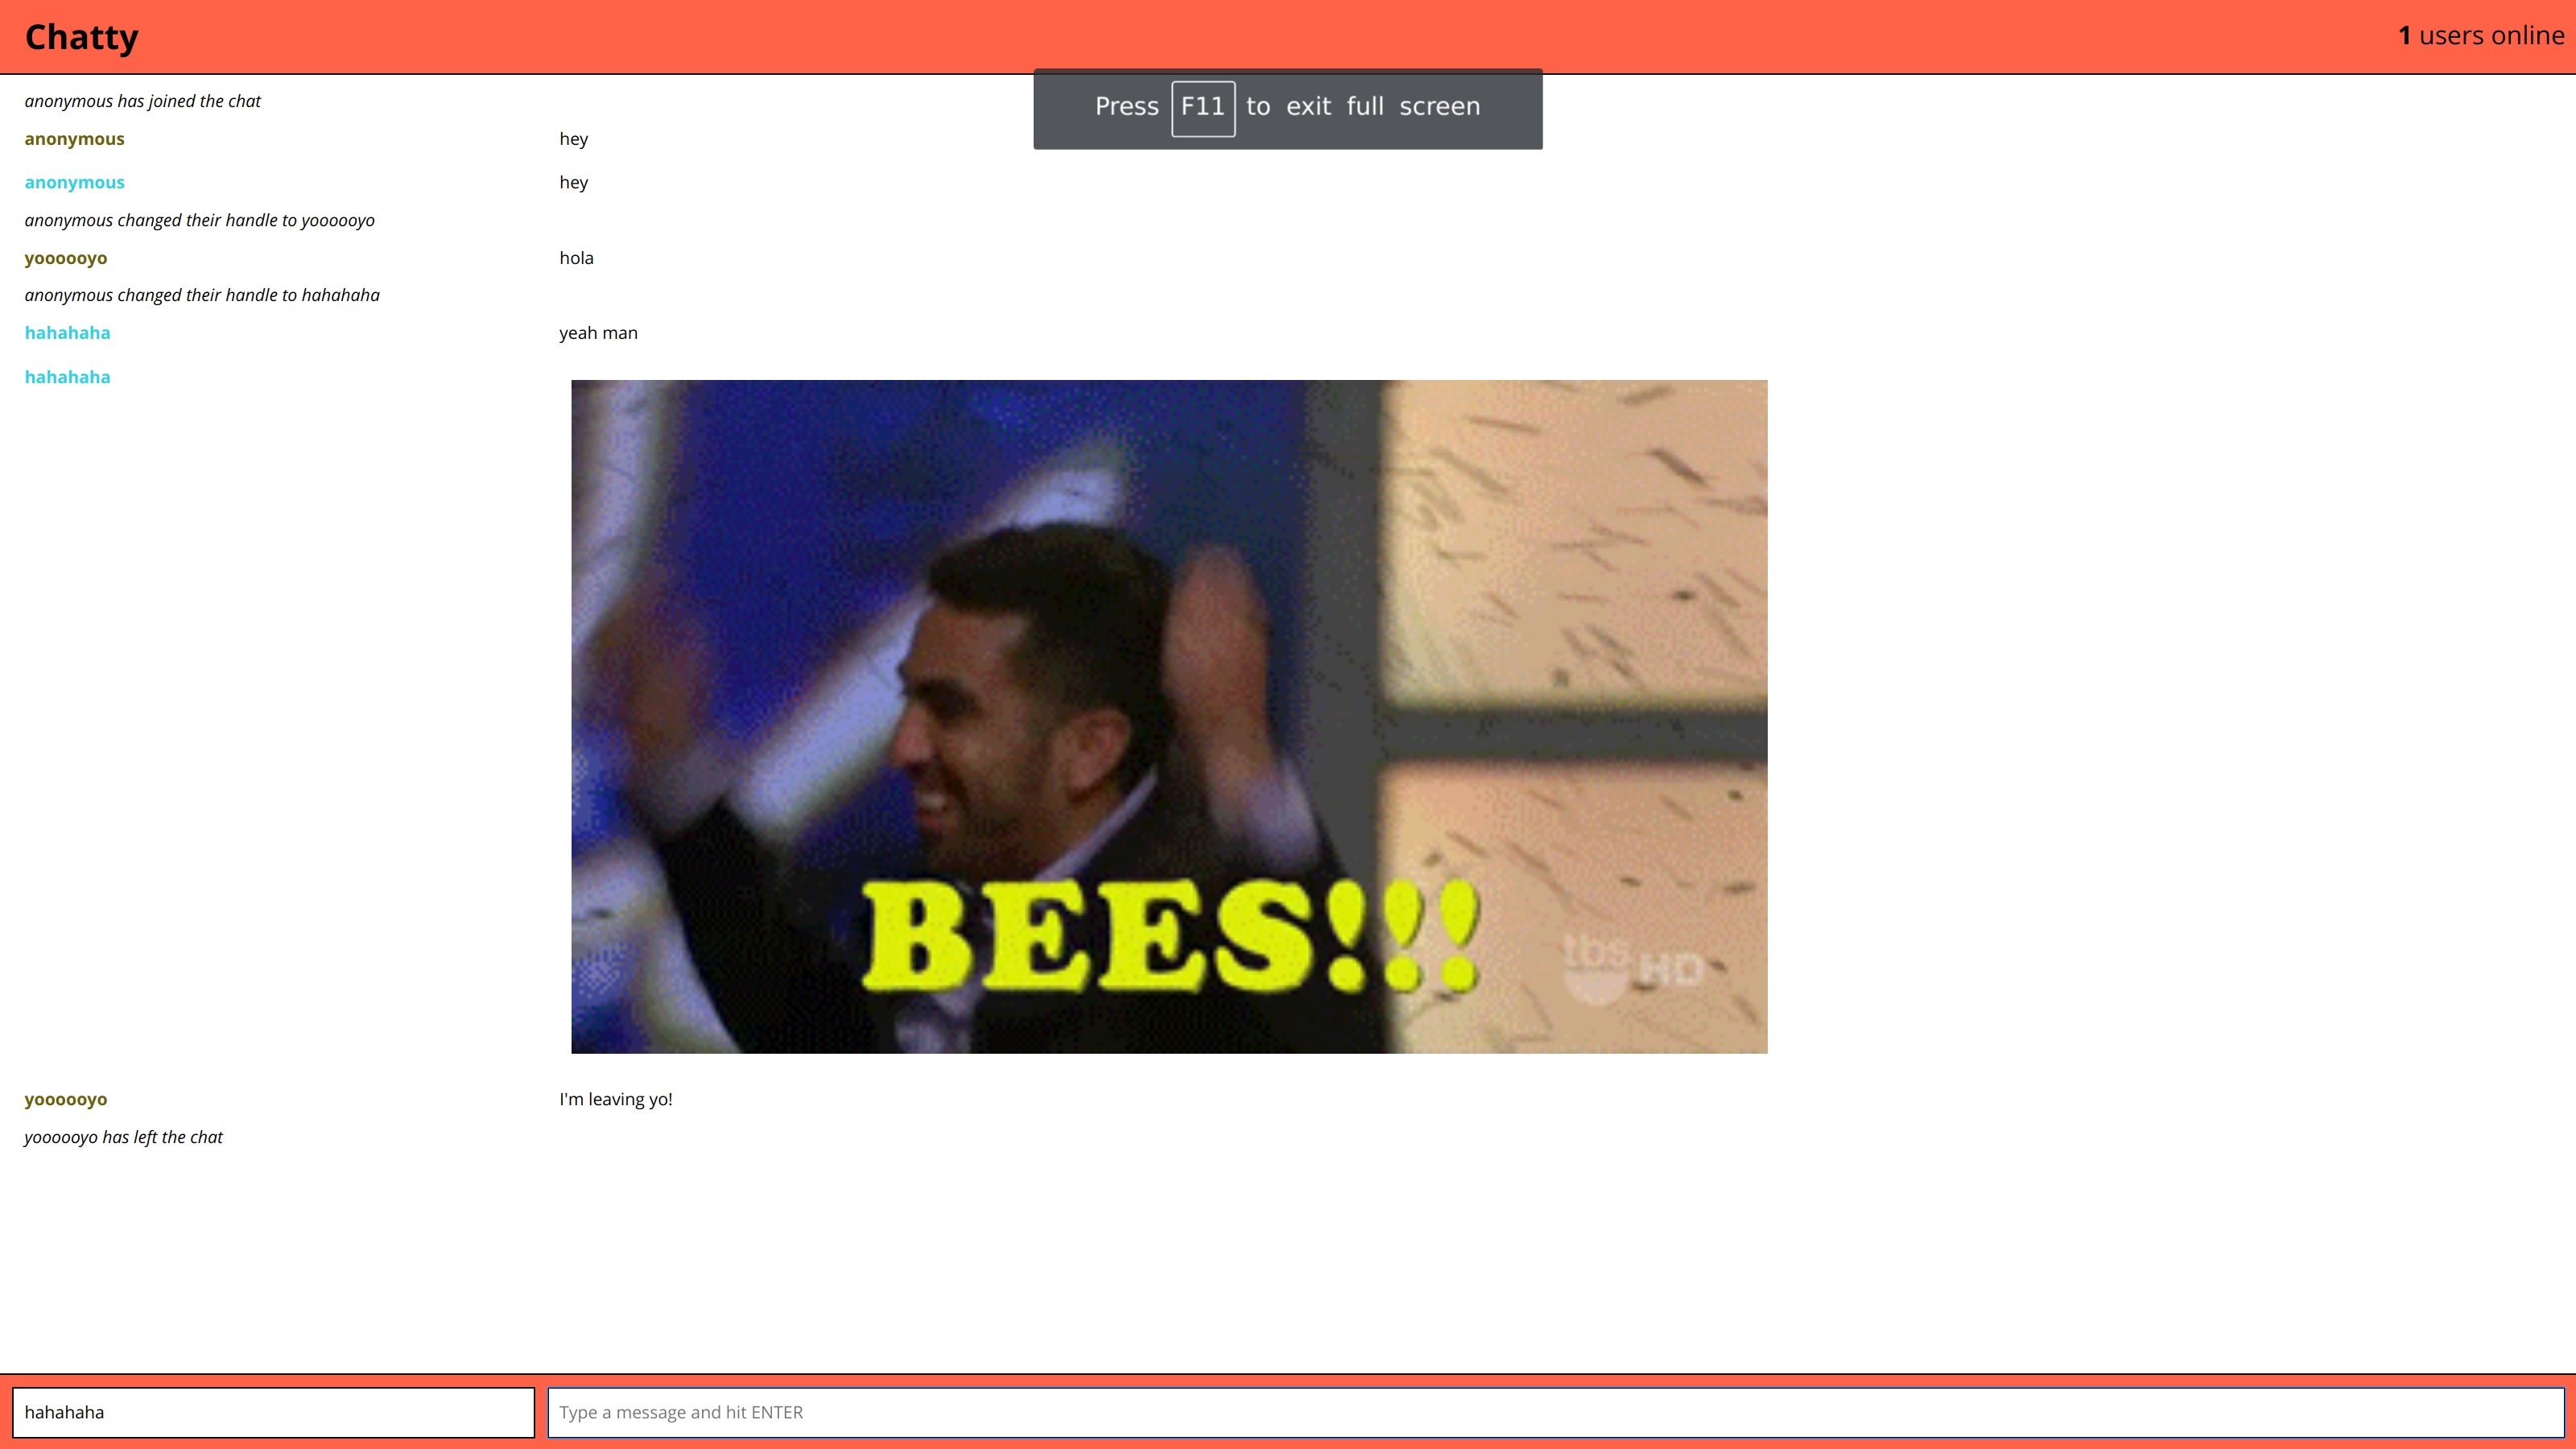 Chatty
1 users online
Press F11 to exit full screen
anonymous has joined the chat
anonymous hey
anonymous hey
anonymous changed their handle to yoooooyo
yoooooyo hola
anonymous changed their handle to hahahaha
hahahaha yeah man
hahahaha
BEES!!!
tbs HD
yoooooyo I'm leaving yo!
yoooooyo has left the chat
hahahaha Type a message and hit ENTER